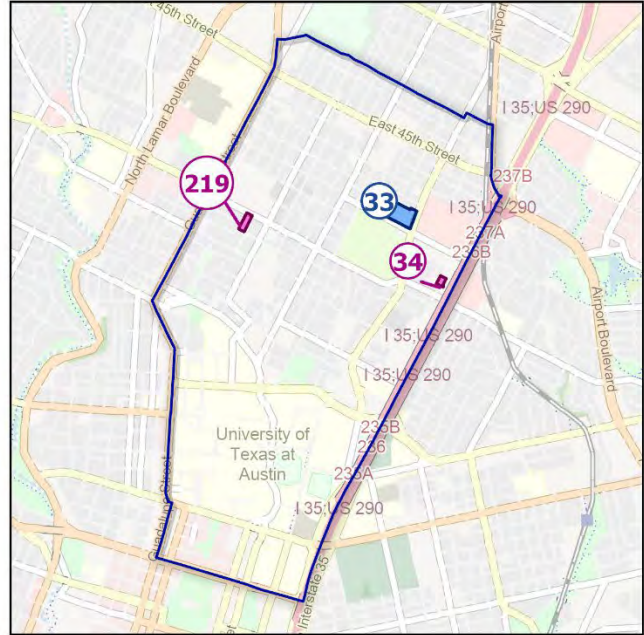 East 45th Street
North Lamar Boulevard
Airport
I 35;US 290
East 45th Street
237B
219
33
I 35;US 290
237A
236B
34
Airport Boulevard
I 35;US 290
I 35;US 290
235B
236
University of
Texas at
Austin
235A
I 35;US 290
Guadalupe Street
Interstate 35